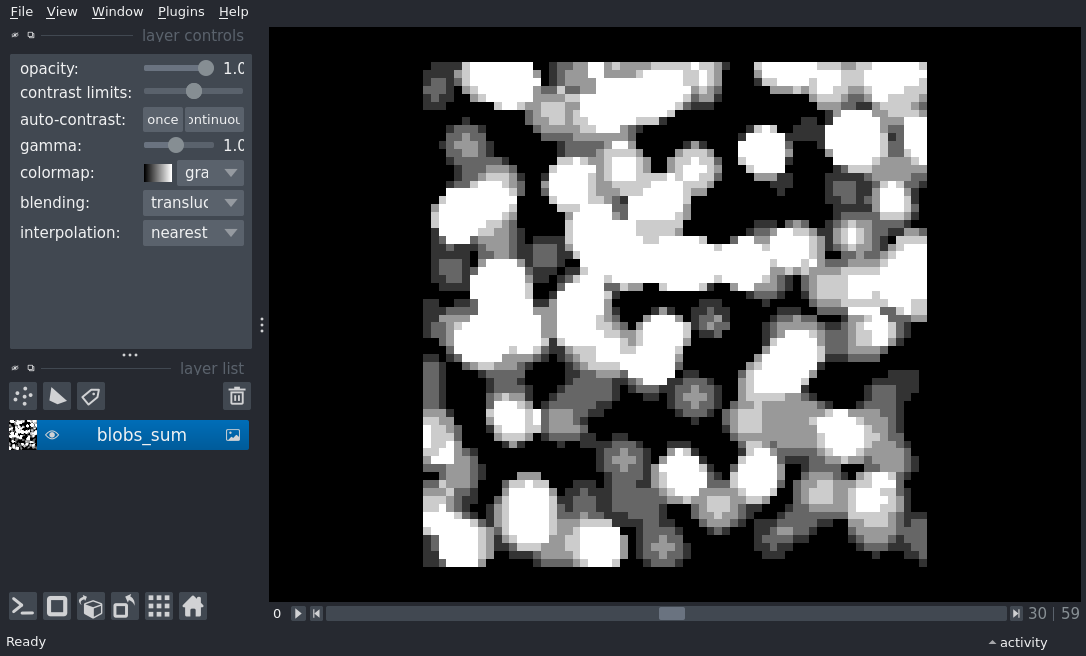 File View Window Plugins Help
layer controls
opacity: 1.0
contrast limits:
auto-contrast: once ontinuou
gamma: 1.0
colormap: gra
blending: transluc
interpolation: nearest
layer list
blobs_sum
0 30 | 59
Ready activity